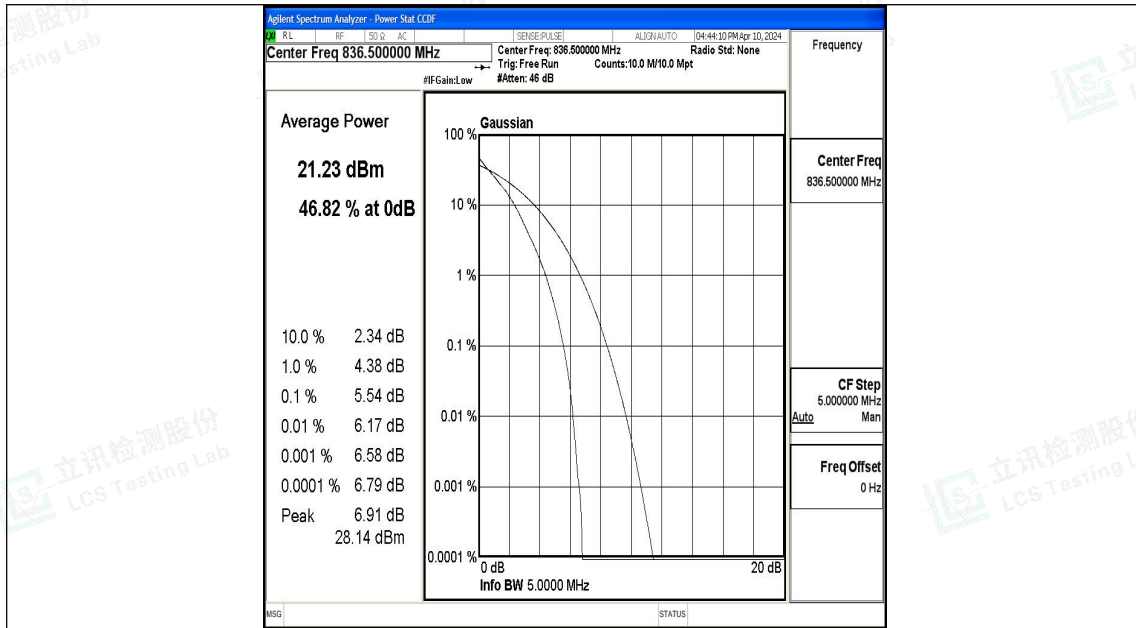 Agilent Spectrum Analyzer - Power Stat CCDF
RL RF 50 Ω AC SENSE:PULSE ALIGN AUTO 04:44:10 PM Apr 10, 2024
Center Freq 836.500000 MHz
Center Freq: 836.500000 MHz Radio Std: None
Trig: Free Run Counts:10.0 M/10.0 Mpt
#IFGain:Low #Atten: 46 dB
Average Power
21.23 dBm
46.82 % at 0dB
10.0 % 2.34 dB
1.0 % 4.38 dB
0.1 % 5.54 dB
0.01 % 6.17 dB
0.001 % 6.58 dB
0.0001 % 6.79 dB
Peak 6.91 dB
28.14 dBm
Gaussian
100 %
10 %
1 %
0.1 %
0.01 %
0.001 %
0.0001 %
0 dB 20 dB
Info BW 5.0000 MHz
Frequency
Center Freq
836.500000 MHz
CF Step
5.000000 MHz
Auto Man
Freq Offset
0 Hz
MSG STATUS
立讯检测股份
LCS Testing Lab
立讯检测股份